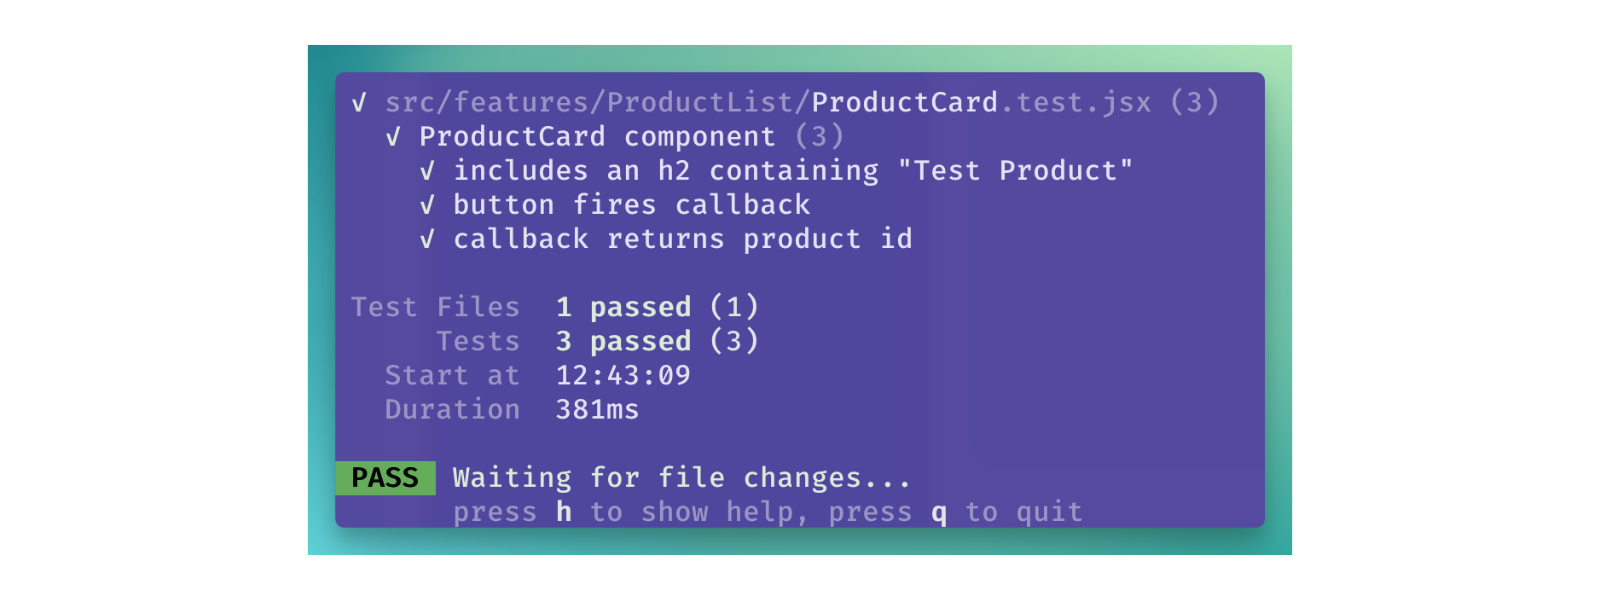 √ src/features/ProductList/ProductCard.test.jsx (3)
√ ProductCard component (3)
√ includes an h2 containing "Test Product"
√ button fires callback
√ callback returns product id
Test Files 1 passed (1)
Tests 3 passed (3)
Start at 12:43:09
Duration 381ms
PASS Waiting for file changes...
press h to show help, press q to quit